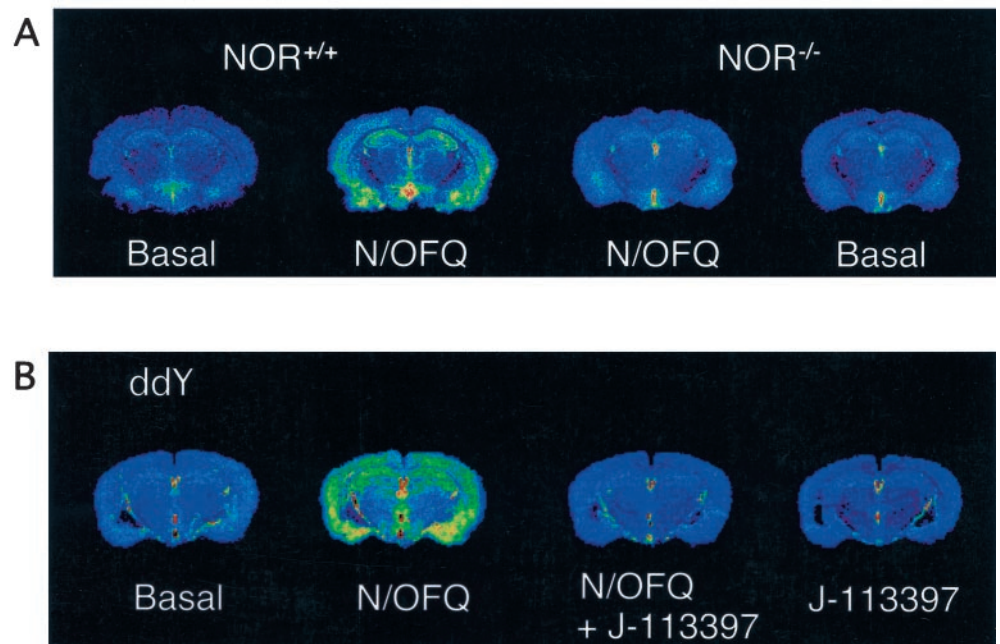 A
NOR+/+ NOR-/-
Basal N/OFQ N/OFQ Basal
B
ddY
Basal N/OFQ N/OFQ + J-113397 J-113397